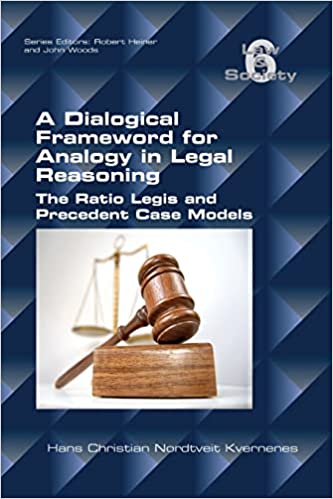 Series Editors: Robert Heiner
and John Woods
Law
&
Society
6
A Dialogical
Framework for
Analogy in Legal
Reasoning
The Ratio Legis and
Precedent Case Models
Hans Christian Nordtveit Kvernenes